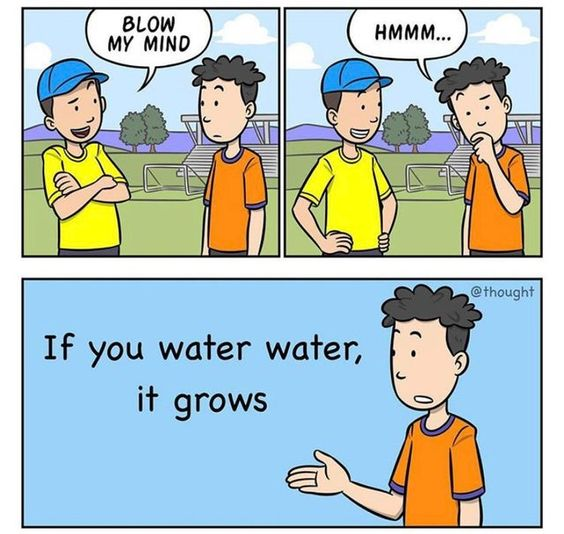 BLOW
MY MIND
HMMM...
@thought
If you water water,
it grows